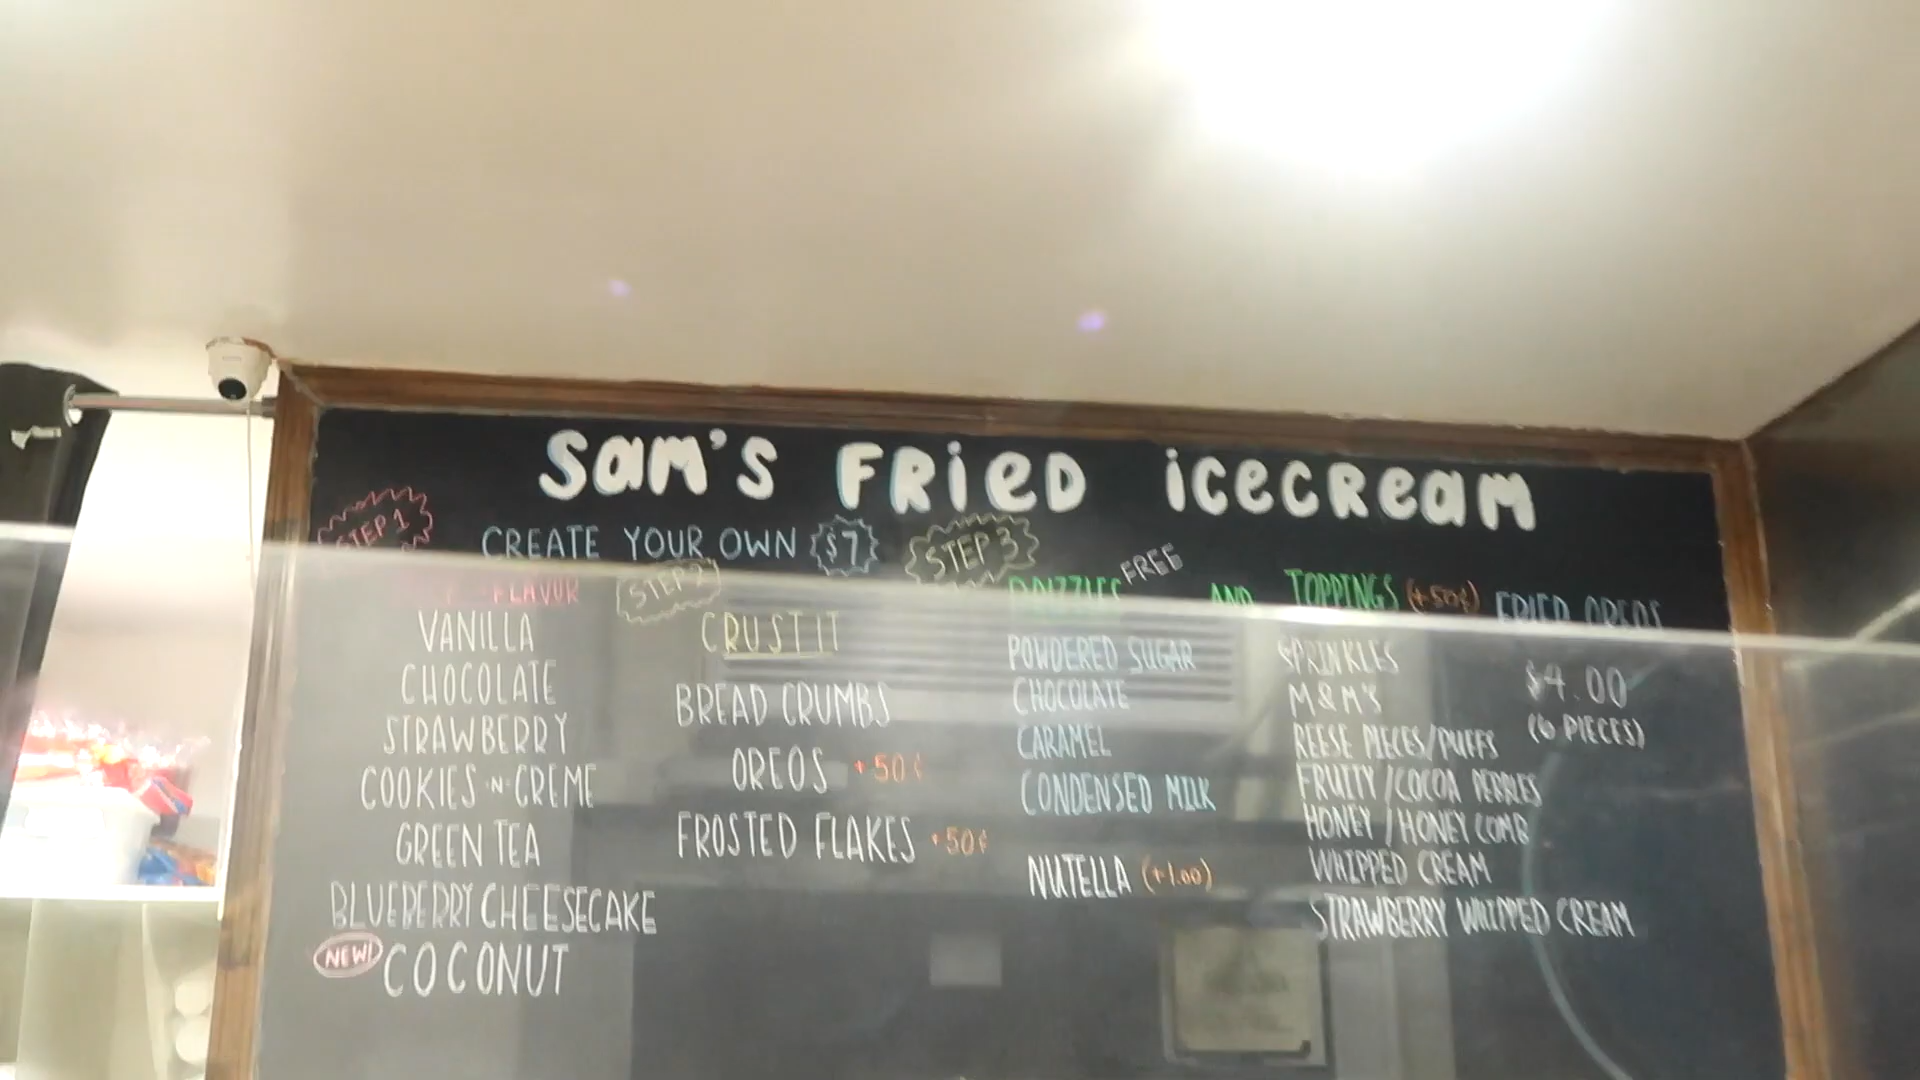 Sam's Fried icecream
STEP 1
CREATE YOUR OWN $7
FLAVOR
VANILLA
CHOCOLATE
STRAWBERRY
COOKIES 'N' CREME
GREEN TEA
BLUEBERRY CHEESECAKE
NEW! COCONUT
STEP 2
CRUST IT
BREAD CRUMBS
OREOS +50¢
FROSTED FLAKES +50¢
STEP 3
DRIZZLES FREE AND TOPPINGS (+50¢)
POWDERED SUGAR
CHOCOLATE
CARAMEL
CONDENSED MILK
NUTELLA (+1.00)
SPRINKLES
M&M'S
REESE PIECES/PUFFS
FRUITY/COCOA PEBBLES
HONEY/HONEY COMB
WHIPPED CREAM
STRAWBERRY WHIPPED CREAM
FRIED OREOS
$4.00
(6 PIECES)